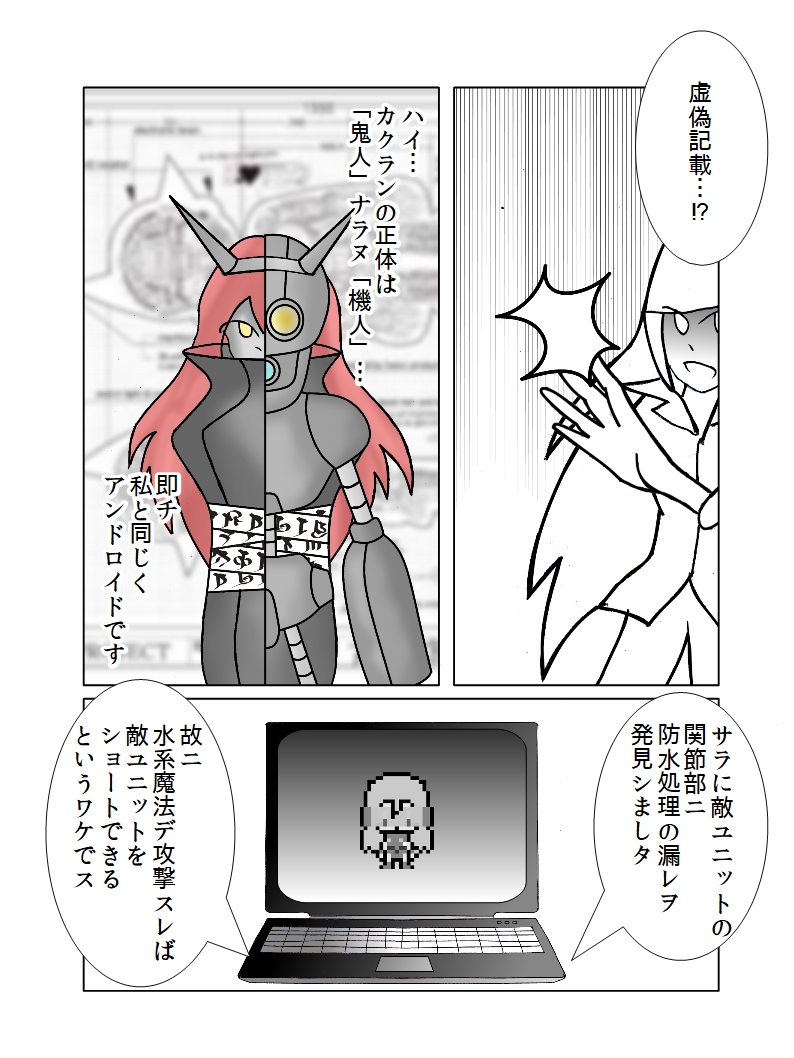 虚偽記載…!?
ハイ…
カクランの正体は
「鬼人」ナラヌ「機人」…
即チ
私と同じく
アンドロイドです
サラに敵ユニットの
関節部ニ
防水処理の漏レヲ
発見シましタ
故ニ
水系魔法デ攻撃スレば
敵ユニットを
ショートできる
というワケでス